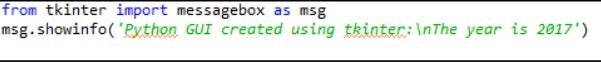 from tkinter import messagebox as msg
msg.showinfo('Python GUI created using tkinter:\nThe year is 2017')